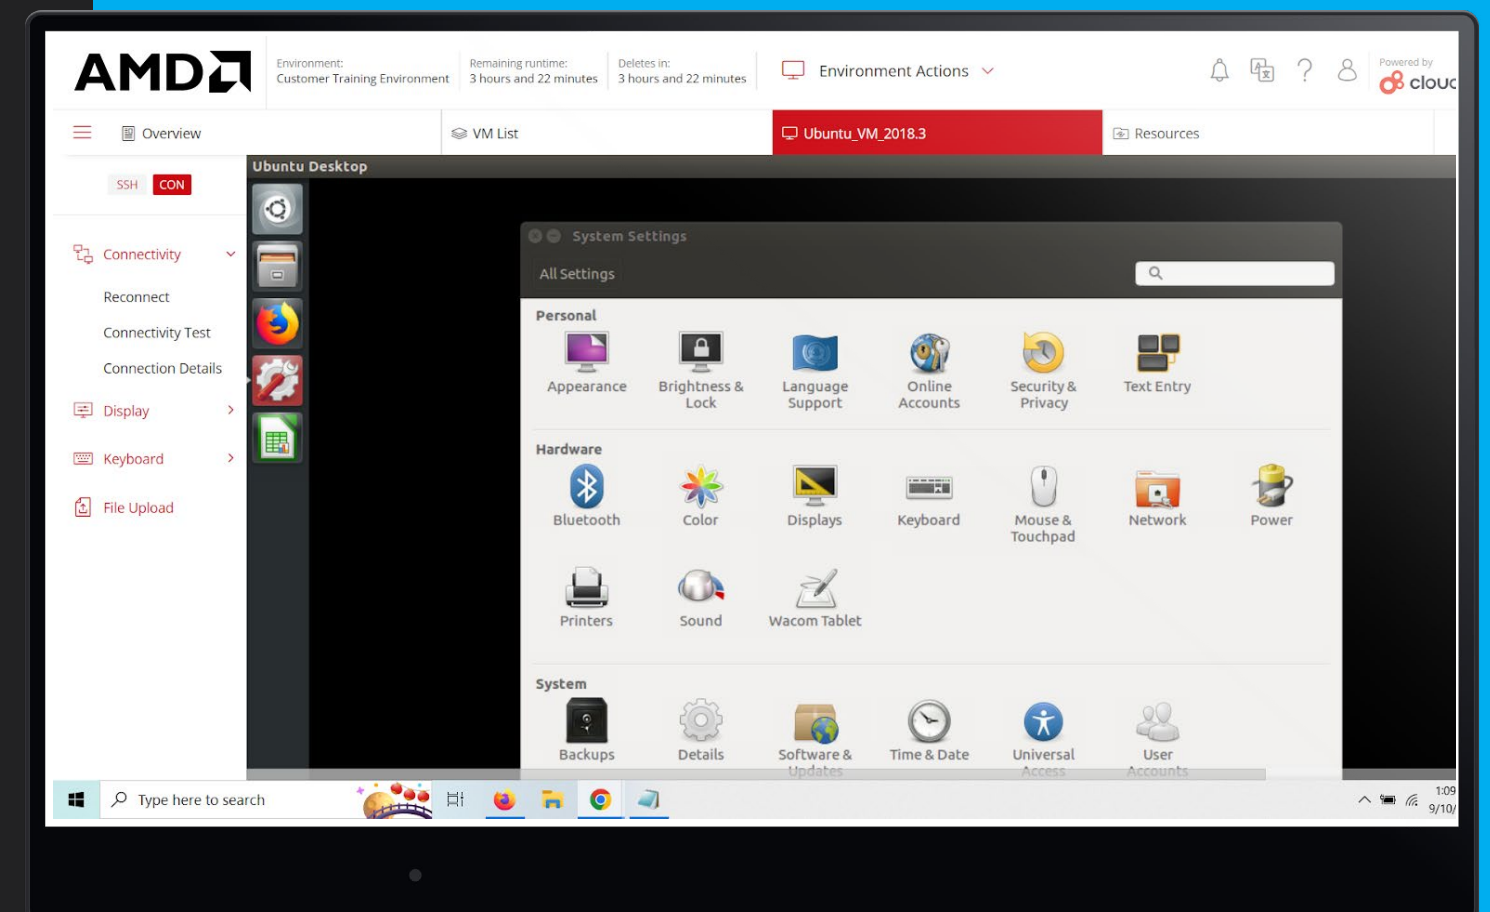 AMD
Environment:
Customer Training Environment
Remaining runtime:
3 hours and 22 minutes
Deletes in:
3 hours and 22 minutes
Environment Actions
Powered by
clouc
Overview
VM List
Ubuntu_VM_2018.3
Resources
SSH CON
Connectivity
Reconnect
Connectivity Test
Connection Details
Display
Keyboard
File Upload
Ubuntu Desktop
System Settings
All Settings
Personal
Appearance
Brightness &
Lock
Language
Support
Online
Accounts
Security &
Privacy
Text Entry
Hardware
Bluetooth
Color
Displays
Keyboard
Mouse &
Touchpad
Network
Power
Printers
Sound
Wacom Tablet
System
Backups
Details
Software &
Updates
Time & Date
Universal
Access
User
Accounts
Type here to search
1:09
9/10/